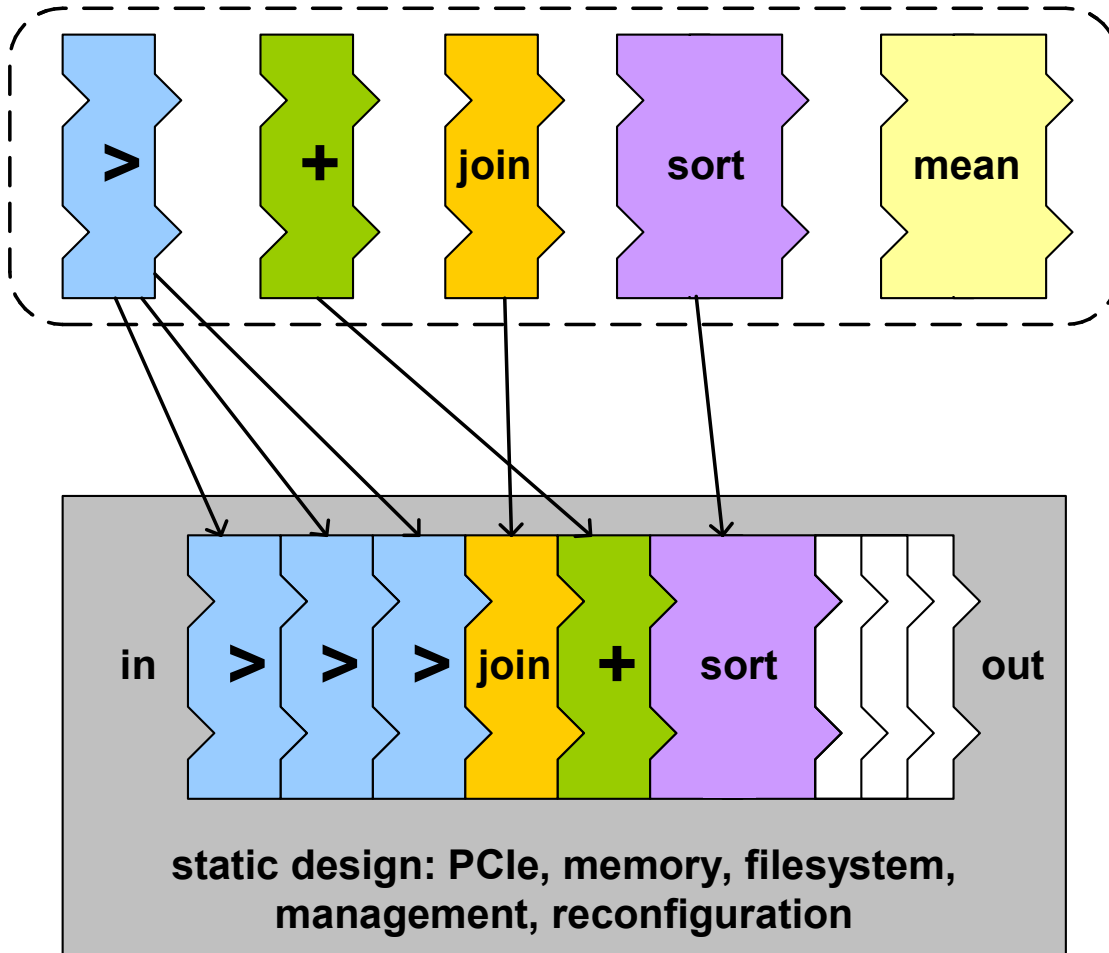 > + join sort mean
in > > > join + sort out
static design: PCIe, memory, filesystem,
management, reconfiguration